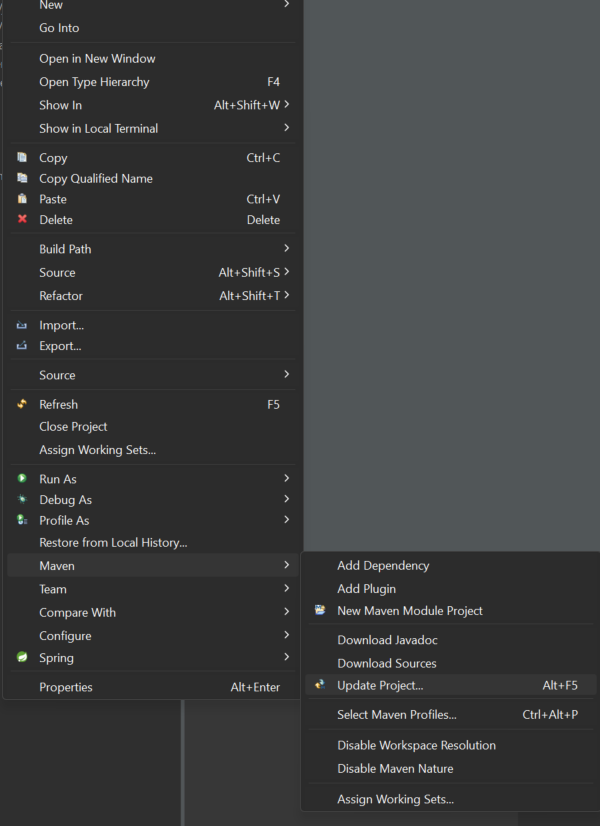 New
Go Into
Open in New Window
Open Type Hierarchy F4
Show In Alt+Shift+W
Show in Local Terminal
Copy Ctrl+C
Copy Qualified Name
Paste Ctrl+V
Delete Delete
Build Path
Source Alt+Shift+S
Refactor Alt+Shift+T
Import...
Export...
Source
Refresh F5
Close Project
Assign Working Sets...
Run As
Debug As
Profile As
Restore from Local History...
Maven
Team
Compare With
Configure
Spring
Properties Alt+Enter
Add Dependency
Add Plugin
New Maven Module Project
Download Javadoc
Download Sources
Update Project... Alt+F5
Select Maven Profiles... Ctrl+Alt+P
Disable Workspace Resolution
Disable Maven Nature
Assign Working Sets...